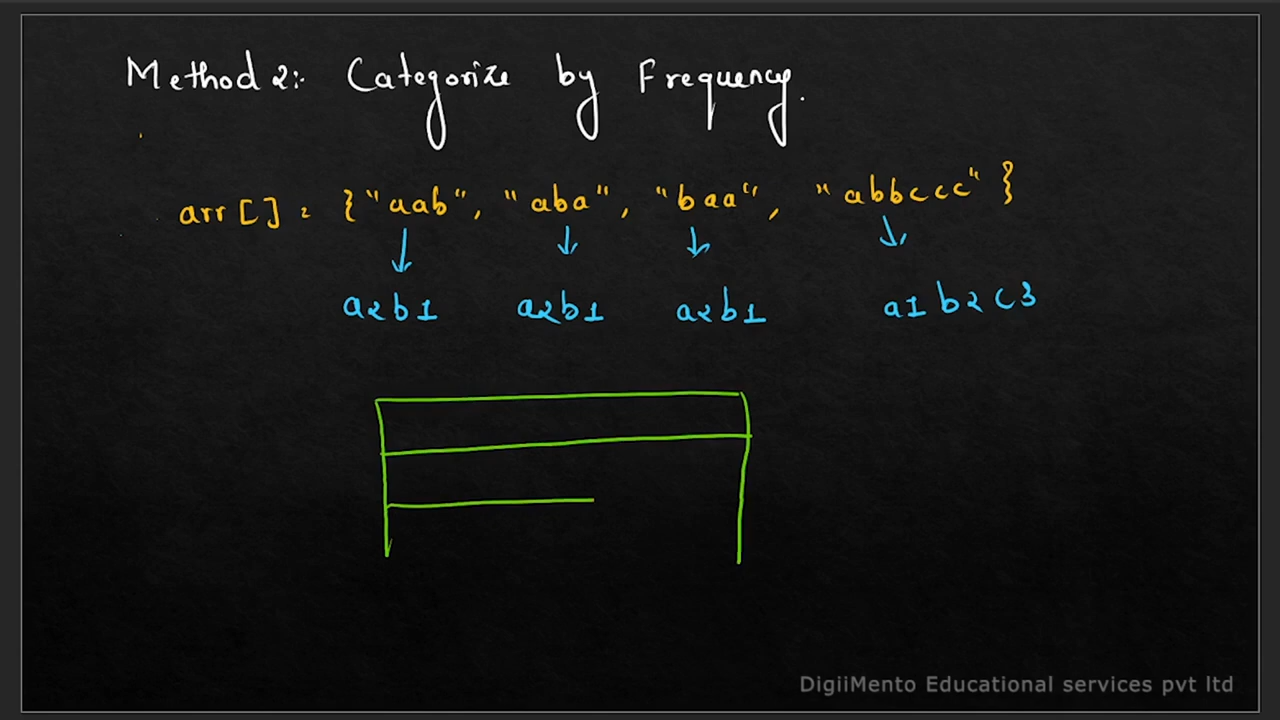 Method 2:- Categorize by Frequency.
arr[] = {"aab", "aba", "baa", "abbccc"}
a2b1 a2b1 a2b1 a1b2c3
DigiiMento Educational services pvt ltd